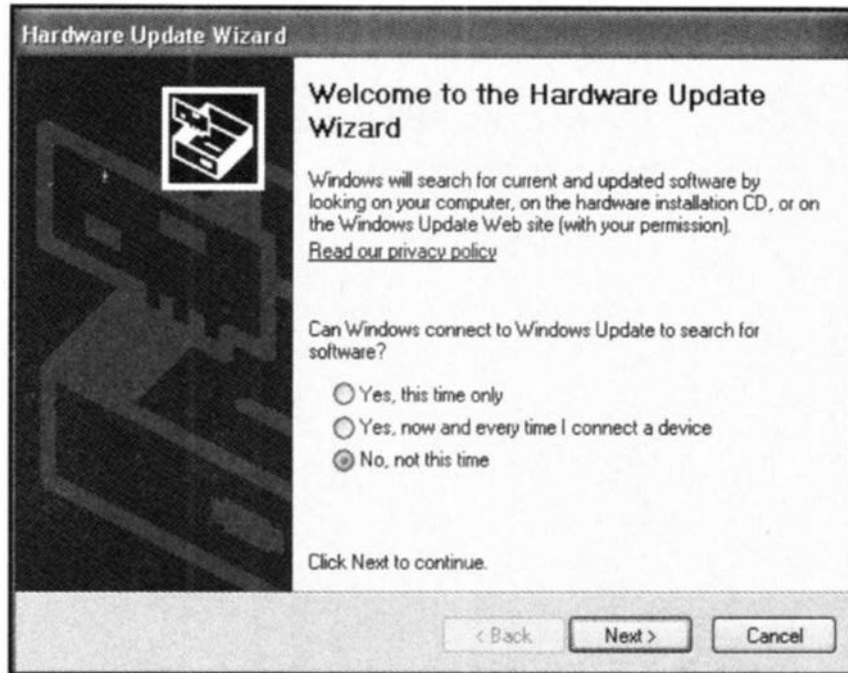 Hardware Update Wizard
Welcome to the Hardware Update
Wizard
Windows will search for current and updated software by
looking on your computer, on the hardware installation CD, or on
the Windows Update Web site (with your permission).
Read our privacy policy
Can Windows connect to Windows Update to search for
software?
Yes, this time only
Yes, now and every time I connect a device
No, not this time
Click Next to continue.
< Back
Next >
Cancel